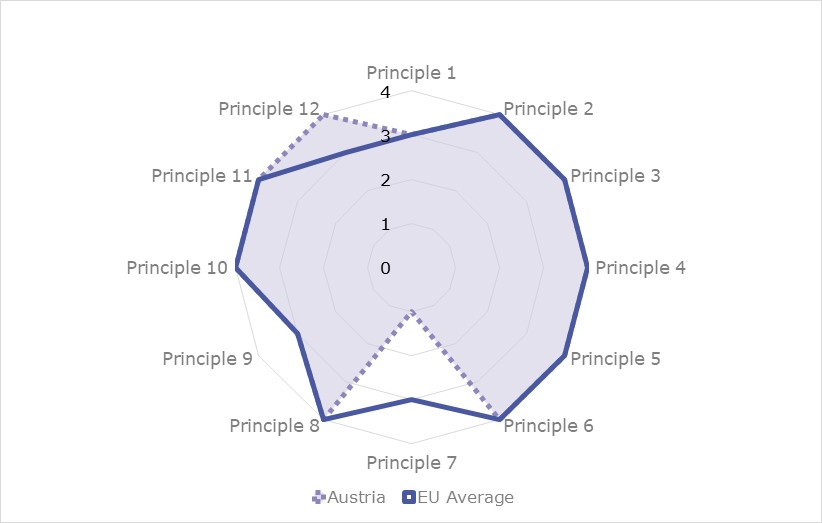 Principle 1
Principle 2
Principle 3
Principle 4
Principle 5
Principle 6
Principle 7
Principle 8
Principle 9
Principle 10
Principle 11
Principle 12
4
3
2
1
0
Austria EU Average